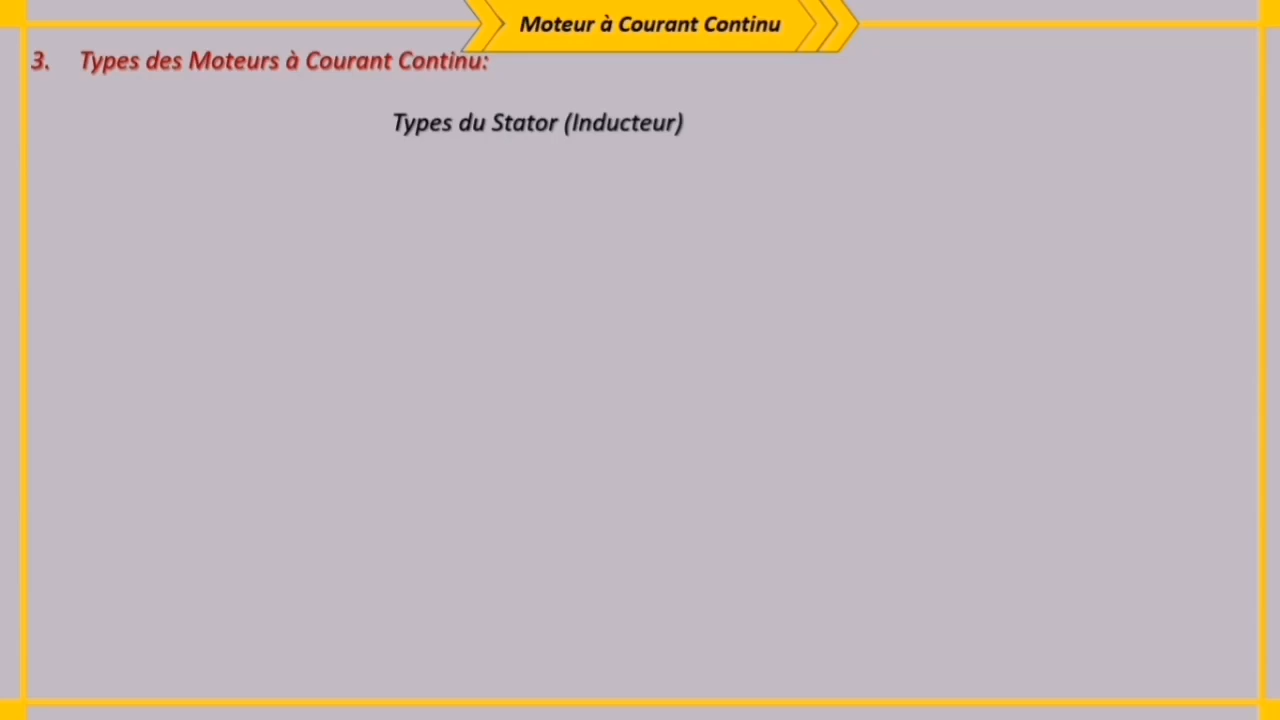 Moteur à Courant Continu
3. Types des Moteurs à Courant Continu:
Types du Stator (Inducteur)